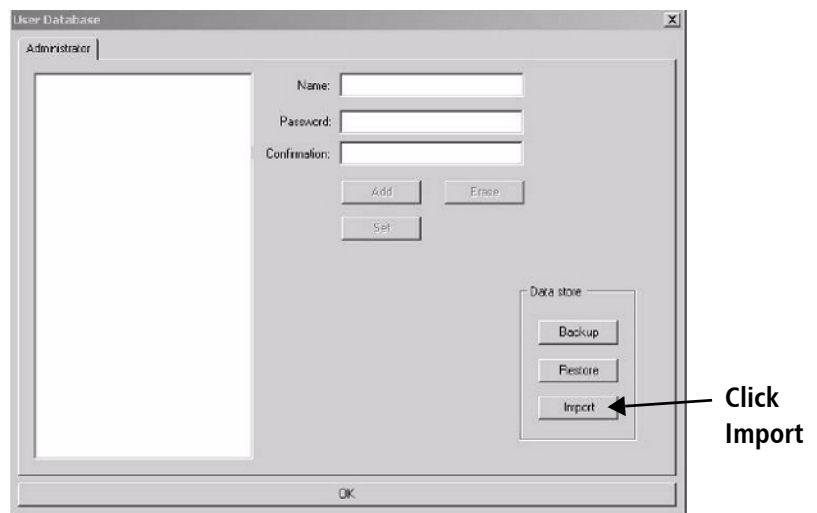 User Database
Administrator
Name:
Password:
Confirmation:
Add
Erase
Set
Data store
Backup
Restore
Import
Click
Import
OK